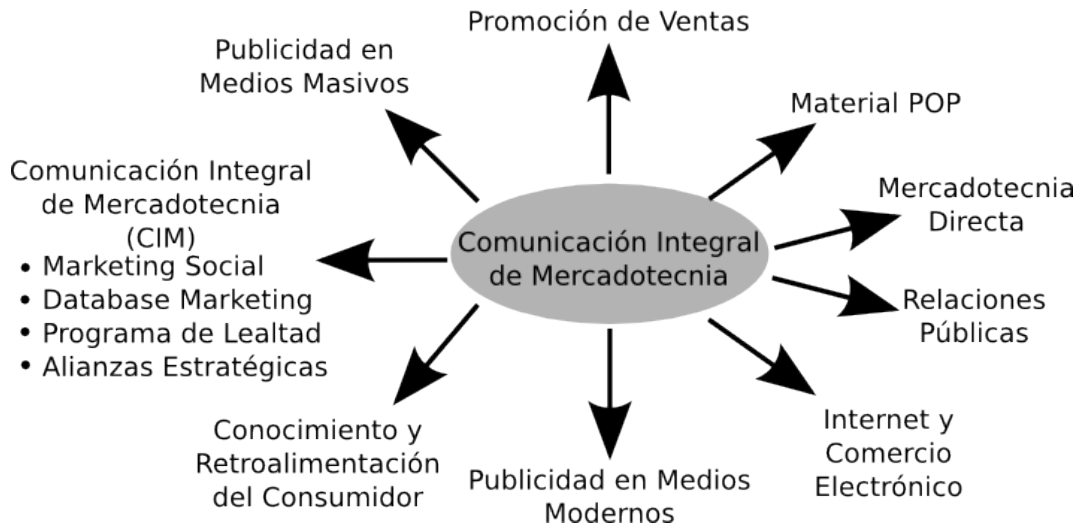 Promoción de Ventas
Publicidad en
Medios Masivos
Material POP
Comunicación Integral
de Mercadotecnia
(CIM)
• Marketing Social
• Database Marketing
• Programa de Lealtad
• Alianzas Estratégicas
Comunicación Integral
de Mercadotecnia
Mercadotecnia
Directa
Relaciones
Públicas
Conocimiento y
Retroalimentación
del Consumidor
Publicidad en Medios
Modernos
Internet y
Comercio
Electrónico